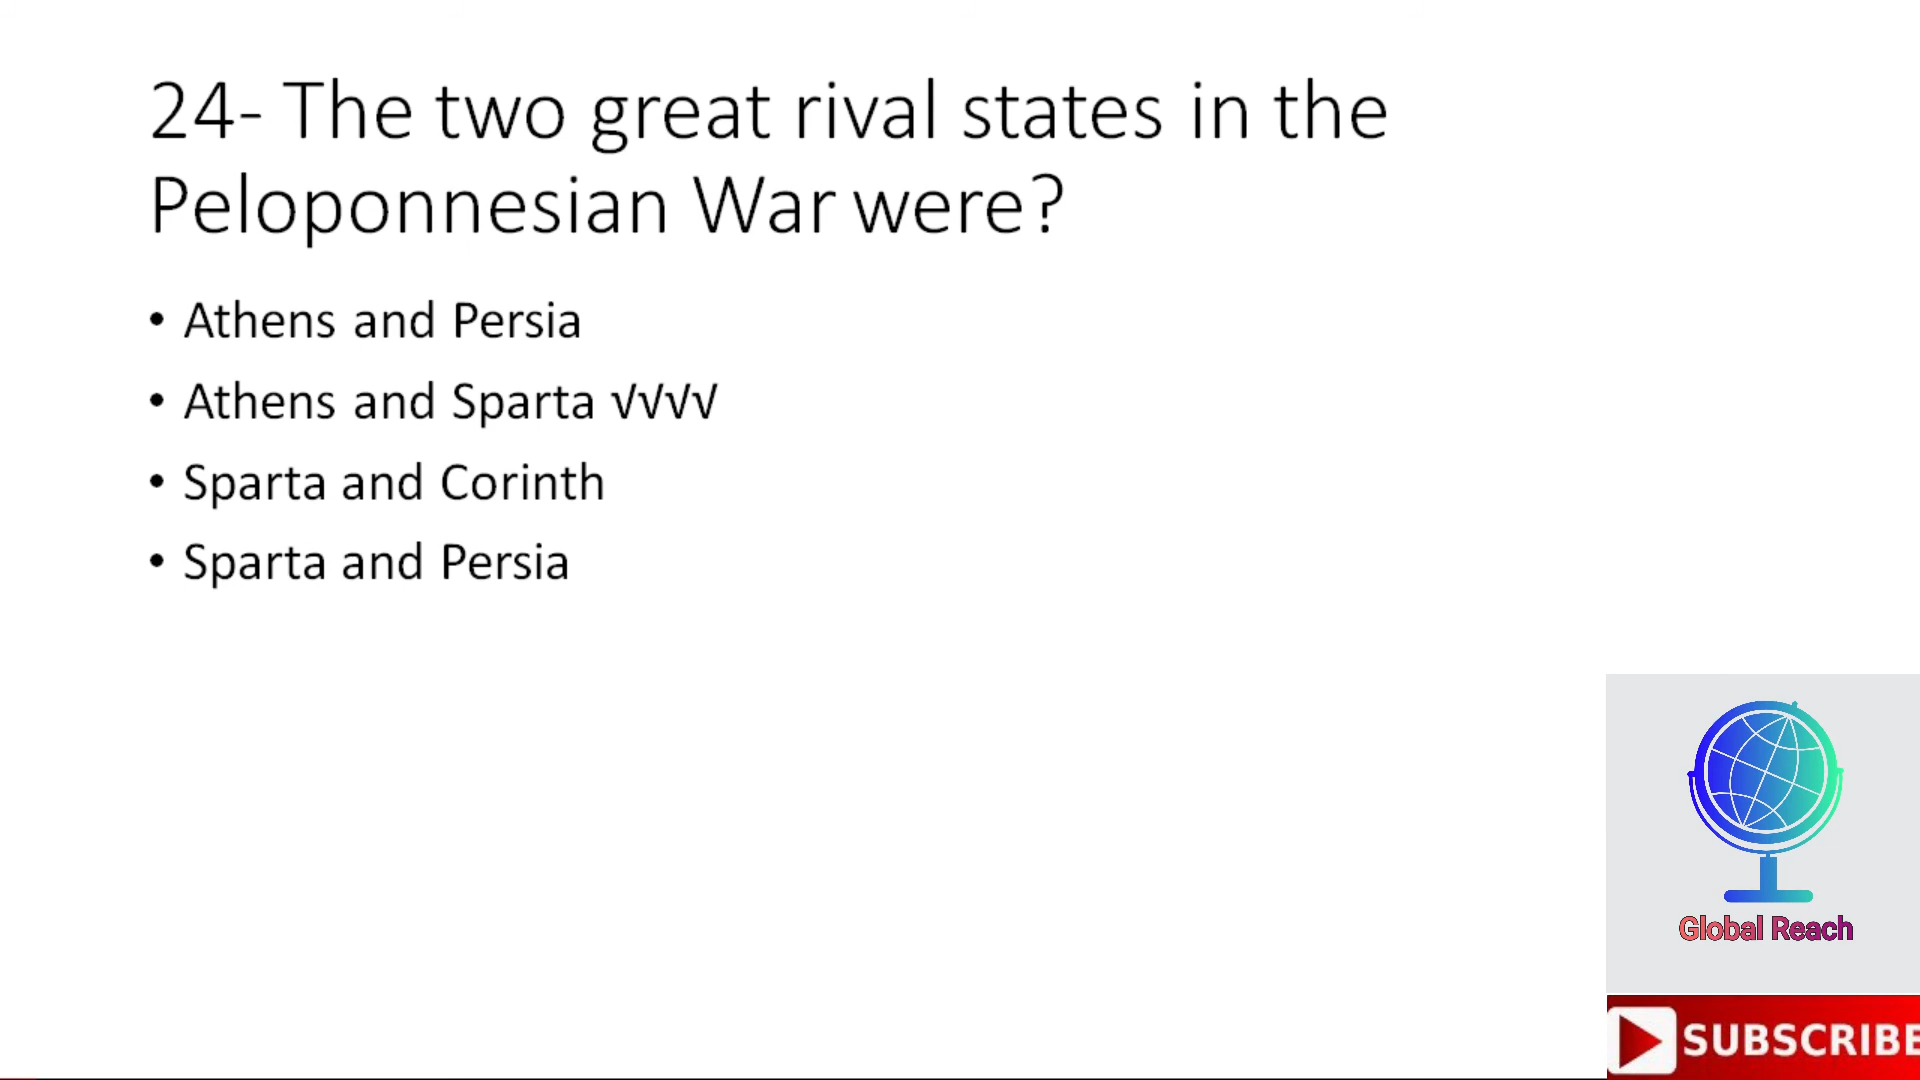 24- The two great rival states in the
Peloponnesian War were?
• Athens and Persia
• Athens and Sparta √√√√
• Sparta and Corinth
• Sparta and Persia
Global Reach
SUBSCRIBE